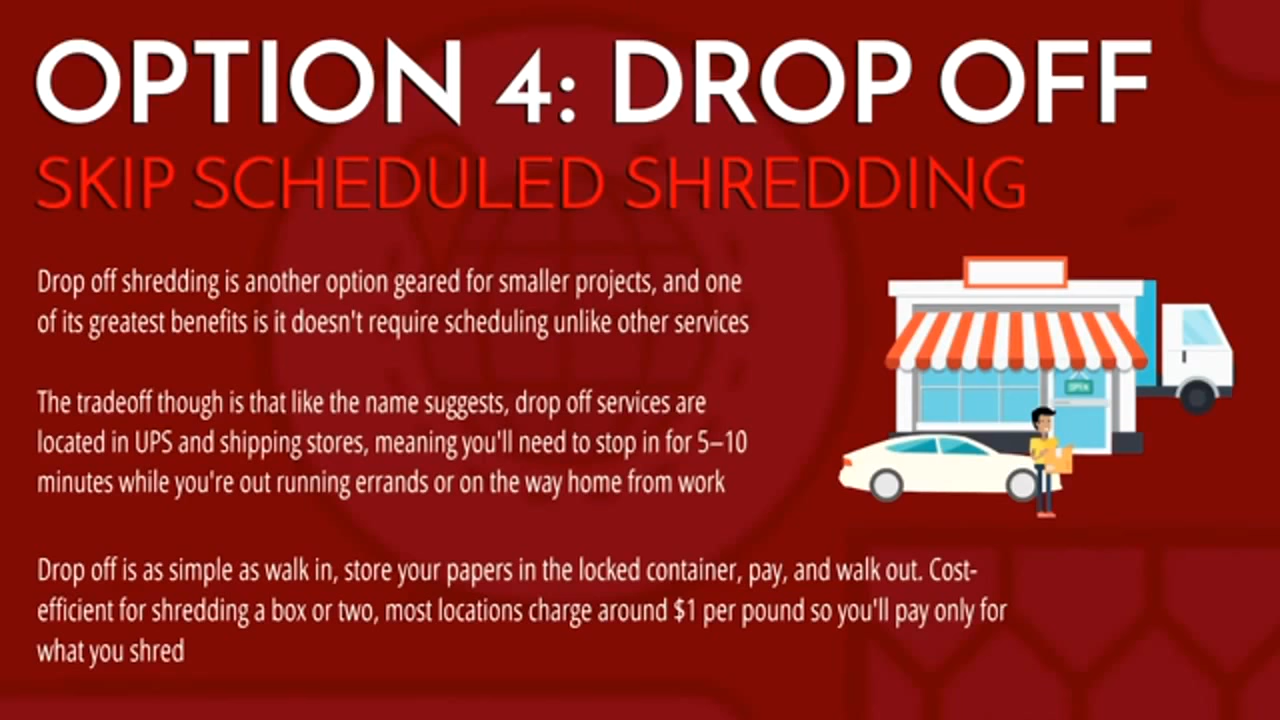 OPTION 4: DROP OFF
SKIP SCHEDULED SHREDDING
Drop off shredding is another option geared for smaller projects, and one
of its greatest benefits is it doesn't require scheduling unlike other services
The tradeoff though is that like the name suggests, drop off services are
located in UPS and shipping stores, meaning you'll need to stop in for 5–10
minutes while you're out running errands or on the way home from work
OPEN
Drop off is as simple as walk in, store your papers in the locked container, pay, and walk out. Cost-
efficient for shredding a box or two, most locations charge around $1 per pound so you'll pay only for
what you shred